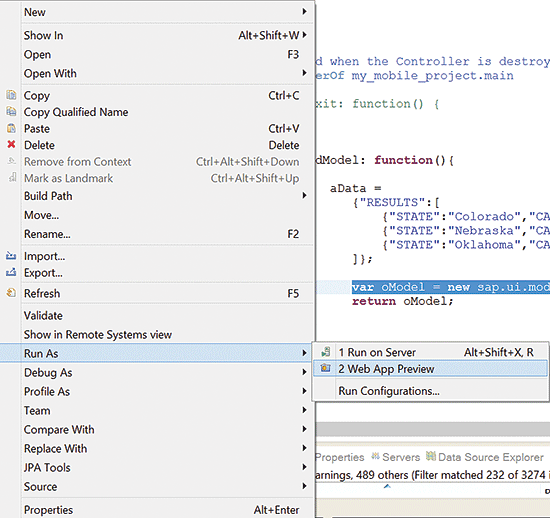 New
Show In Alt+Shift+W
Open F3
Open With
Copy Ctrl+C
Copy Qualified Name
Paste Ctrl+V
Delete Delete
Remove from Context Ctrl+Alt+Shift+Down
Mark as Landmark Ctrl+Alt+Shift+Up
Build Path
Move...
Rename... F2
Import...
Export...
Refresh F5
Validate
Show in Remote Systems view
Run As
Debug As
Profile As
Team
Compare With
Replace With
JPA Tools
Source
Properties Alt+Enter
1 Run on Server Alt+Shift+X, R
2 Web App Preview
Run Configurations...
d when the Controller is destroy
erOf my_mobile_project.main
xit: function() {
dModel: function(){
aData =
{"RESULTS":[
{"STATE":"Colorado","CA
{"STATE":"Nebraska","CA
{"STATE":"Oklahoma","CA
]};
var oModel = new sap.ui.mod
return oModel;
Properties Servers Data Source Explorer
arnings, 489 others (Filter matched 232 of 3274 i